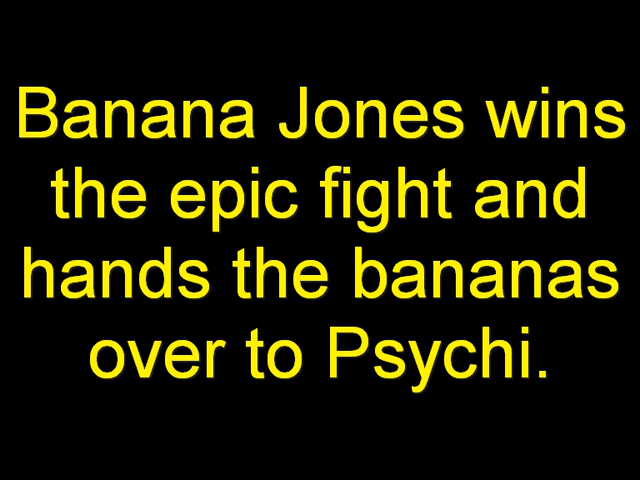 Banana Jones wins
the epic fight and
hands the bananas
over to Psychi.